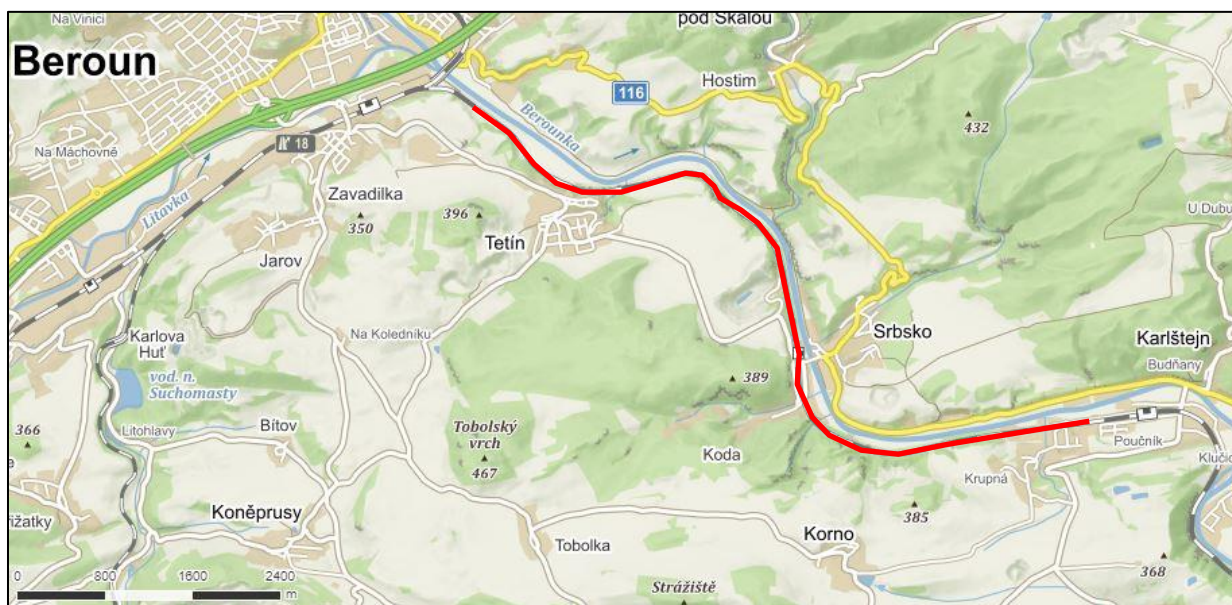 Na Vinici
pod Skalou
Beroun
Hostim
116
Berounka
432
18
Na Máchovně
Zavadilka
396
350
U Dubu
Litavka
Tetín
Jarov
Karlova
Huť
Na Koledníku
Srbsko
Karlštejn
Budňany
vod. n.
Suchomasty
389
366
Litohlavy
Bítov
Tobolský
vrch
467
Koda
Poučník
Klučic
Krupná
385
Koněprusy
řižatky
Korno
Tobolka
368
Strážiště
0 800 1600 2400
m